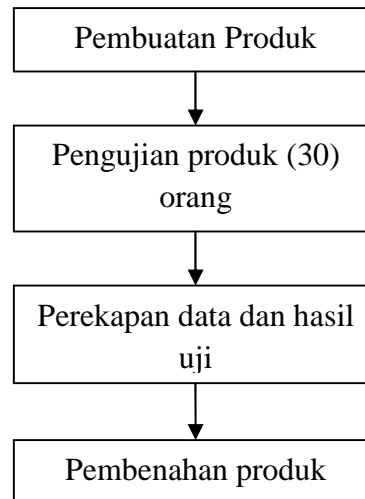 Pembuatan Produk
Pengujian produk (30)
orang
Perekapan data dan hasil
uji
Pembenahan produk